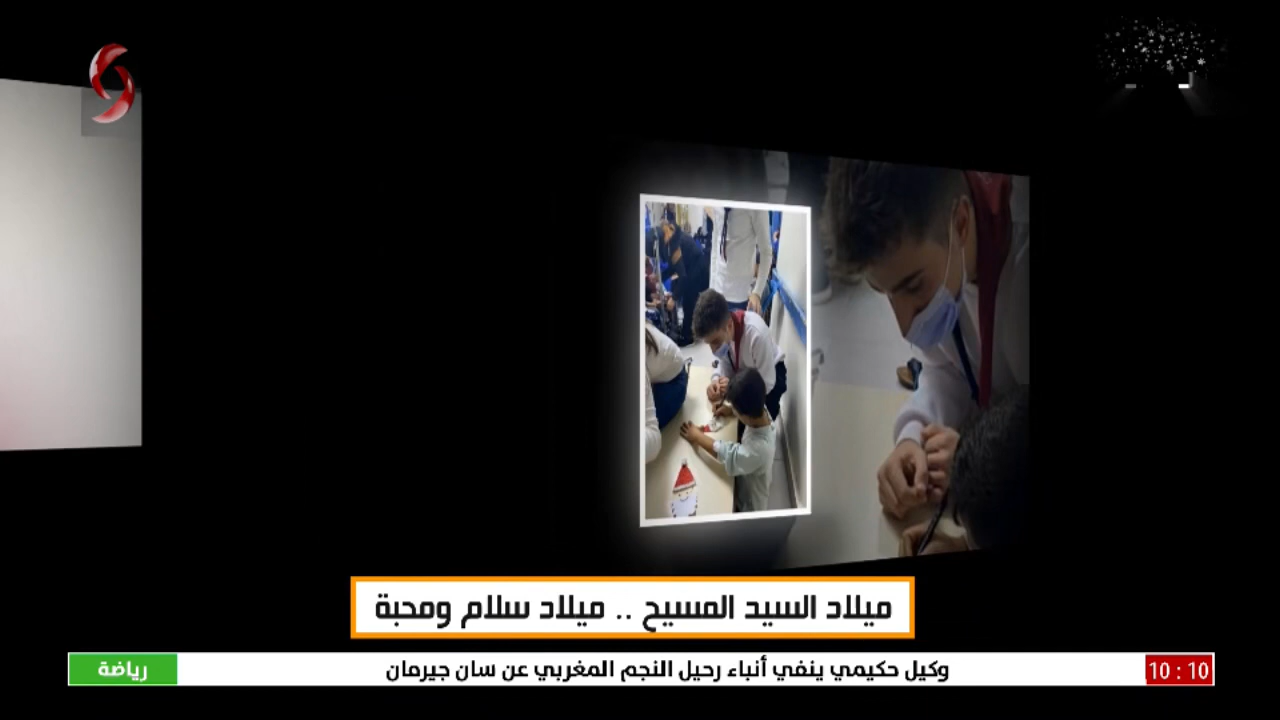 ميلاد السيد المسيح .. ميلاد سلام ومحبة
10 : 10
وكيل حكيمي ينفي أنباء رحيل النجم المغربي عن سان جيرمان
رياضة